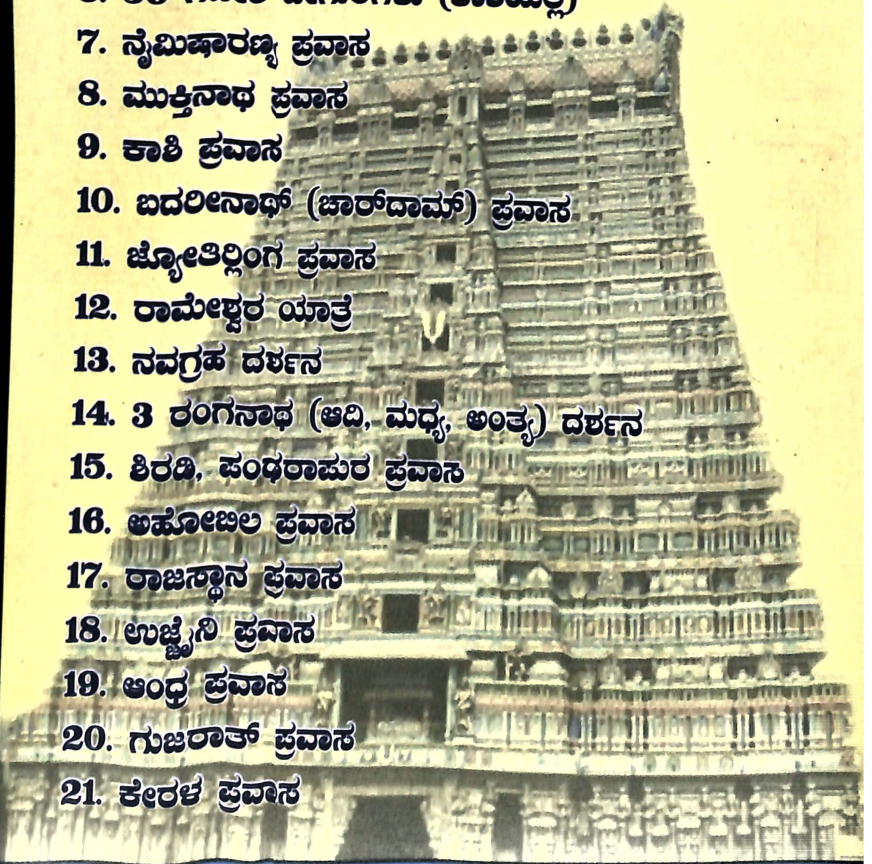 7. ನೈಮಿಷಾರಣ್ಯ ಪ್ರವಾಸ
8. ಮುಕ್ತಿನಾಥ ಪ್ರವಾಸ
9. ಕಾಶಿ ಪ್ರವಾಸ
10. ಬದರೀನಾಥ್ (ಚಾರ್‌ದಾಮ್) ಪ್ರವಾಸ
11. ಜ್ಯೋತಿರ್ಲಿಂಗ ಪ್ರವಾಸ
12. ರಾಮೇಶ್ವರ ಯಾತ್ರೆ
13. ನವಗ್ರಹ ದರ್ಶನ
14. 3 ರಂಗನಾಥ (ಆದಿ, ಮಧ್ಯ, ಅಂತ್ಯ) ದರ್ಶನ
15. ಶಿರಡಿ, ಪಂಥರಾಪುರ ಪ್ರವಾಸ
16. ಅಹೋಬಿಲ ಪ್ರವಾಸ
17. ರಾಜಸ್ಥಾನ ಪ್ರವಾಸ
18. ಉಜ್ಜೈನಿ ಪ್ರವಾಸ
19. ಆಂಧ್ರ ಪ್ರವಾಸ
20. ಗುಜರಾತ್ ಪ್ರವಾಸ
21. ಕೇರಳ ಪ್ರವಾಸ